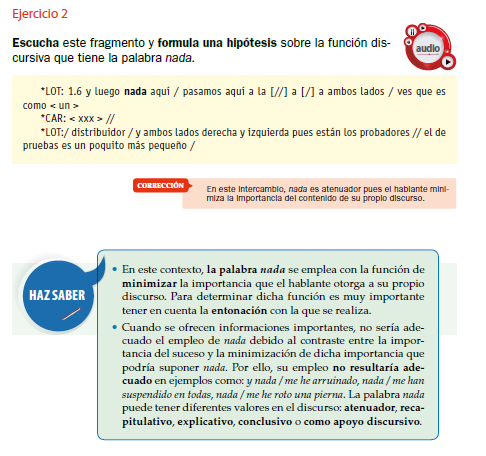 Ejercicio 2
Escucha este fragmento y formula una hipótesis sobre la función dis-
cursiva que tiene la palabra nada.
audio
*LOT: 1.6 y luego nada aquí / pasamos aquí a la [//] a [/] a ambos lados / ves que es
como < un >
*CAR: < xxx > //
*LOT:/ distribuidor / y ambos lados derecha y izquierda pues están los probadores // el de
pruebas es un poquito más pequeño /
CORRECCIÓN
En este intercambio, nada es atenuador pues el hablante mini-
miza la importancia del contenido de su propio discurso.
HAZ SABER
• En este contexto, la palabra nada se emplea con la función de
minimizar la importancia que el hablante otorga a su propio
discurso. Para determinar dicha función es muy importante
tener en cuenta la entonación con la que se realiza.
• Cuando se ofrecen informaciones importantes, no sería ade-
cuado el empleo de nada debido al contraste entre la impor-
tancia del suceso y la minimización de dicha importancia que
podría suponer nada. Por ello, su empleo no resultaría ade-
cuado en ejemplos como: y nada / me he arruinado, nada / me han
suspendido en todas, nada / me he roto una pierna. La palabra nada
puede tener diferentes valores en el discurso: atenuador, reca-
pitulativo, explicativo, conclusivo o como apoyo discursivo.